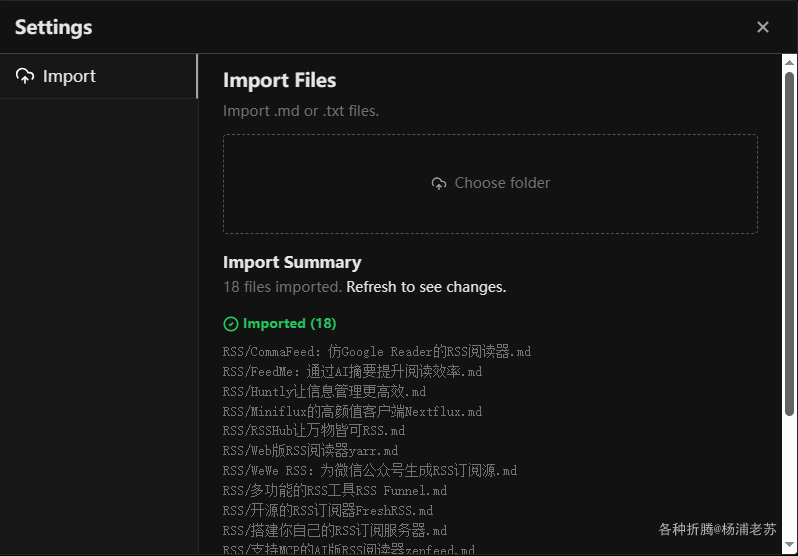 Settings
Import
Import Files
Import .md or .txt files.
Choose folder
Import Summary
18 files imported. Refresh to see changes.
Imported (18)
RSS/CommaFeed：仿Google Reader的RSS阅读器.md
RSS/FeedMe：通过AI摘要提升阅读效率.md
RSS/Huntly让信息管理更高效.md
RSS/Miniflux的高颜值客户端Nextflux.md
RSS/RSSHub让万物皆可RSS.md
RSS/Web版RSS阅读器yarr.md
RSS/WeWe RSS：为微信公众号生成RSS订阅源.md
RSS/多功能的RSS工具RSS Funnel.md
RSS/开源的RSS订阅器FreshRSS.md
RSS/搭建你自己的RSS订阅服务器.md
RSS/支持MCP的AI版RSS阅读器zenfeed.md
各种折腾@杨浦老苏